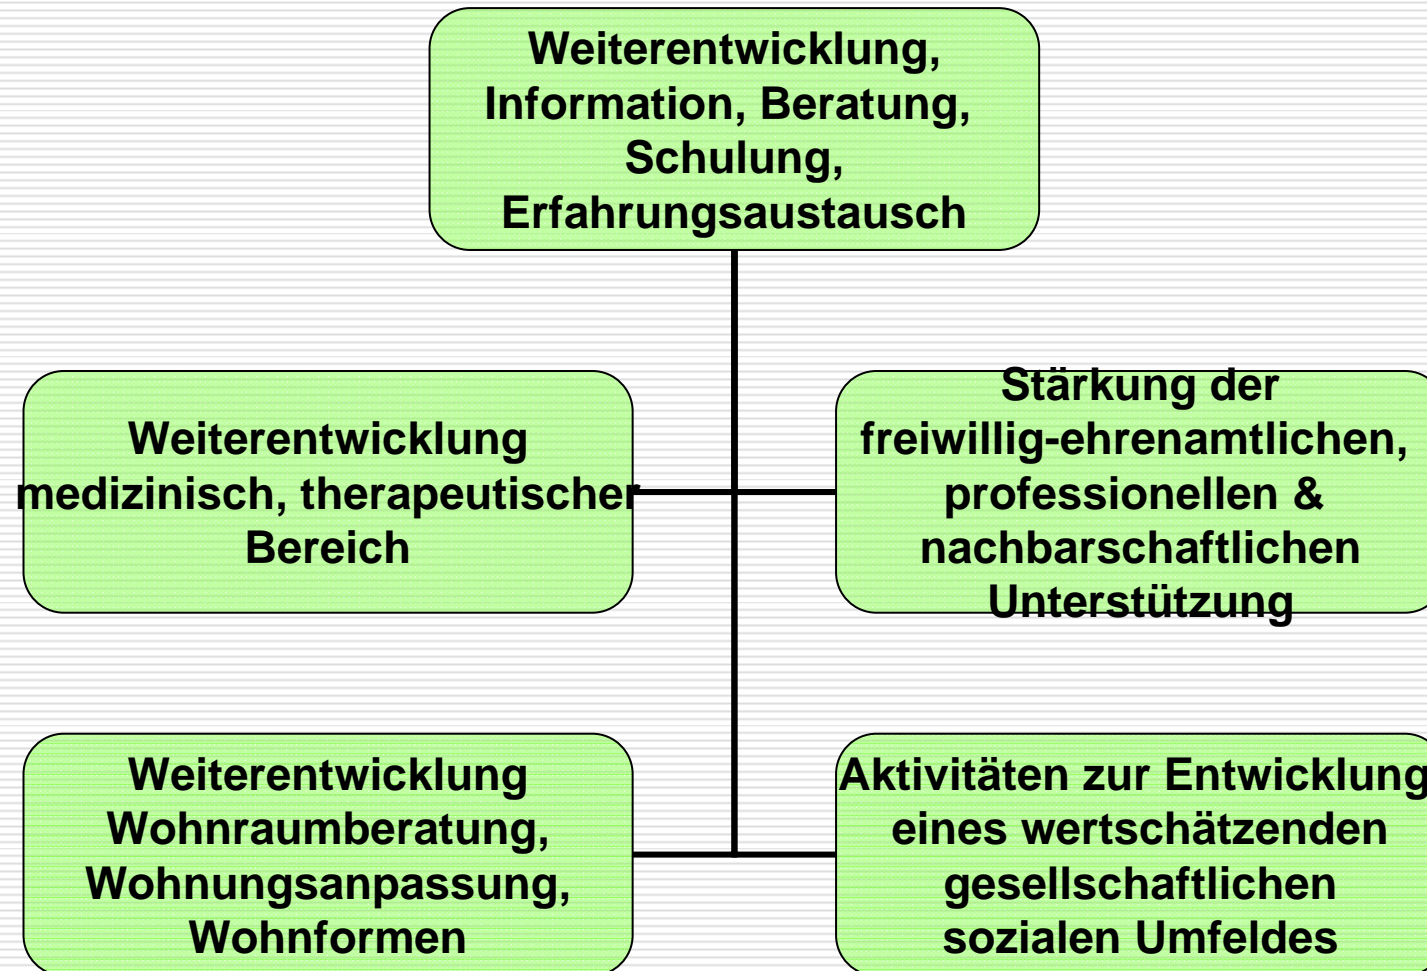 Weiterentwicklung,
Information, Beratung,
Schulung,
Erfahrungsaustausch
Weiterentwicklung
medizinisch, therapeutischer
Bereich
Stärkung der
freiwillig-ehrenamtlichen,
professionellen &
nachbarschaftlichen
Unterstützung
Weiterentwicklung
Wohnraumberatung,
Wohnungsanpassung,
Wohnformen
Aktivitäten zur Entwicklung
eines wertschätzenden
gesellschaftlichen
sozialen Umfeldes